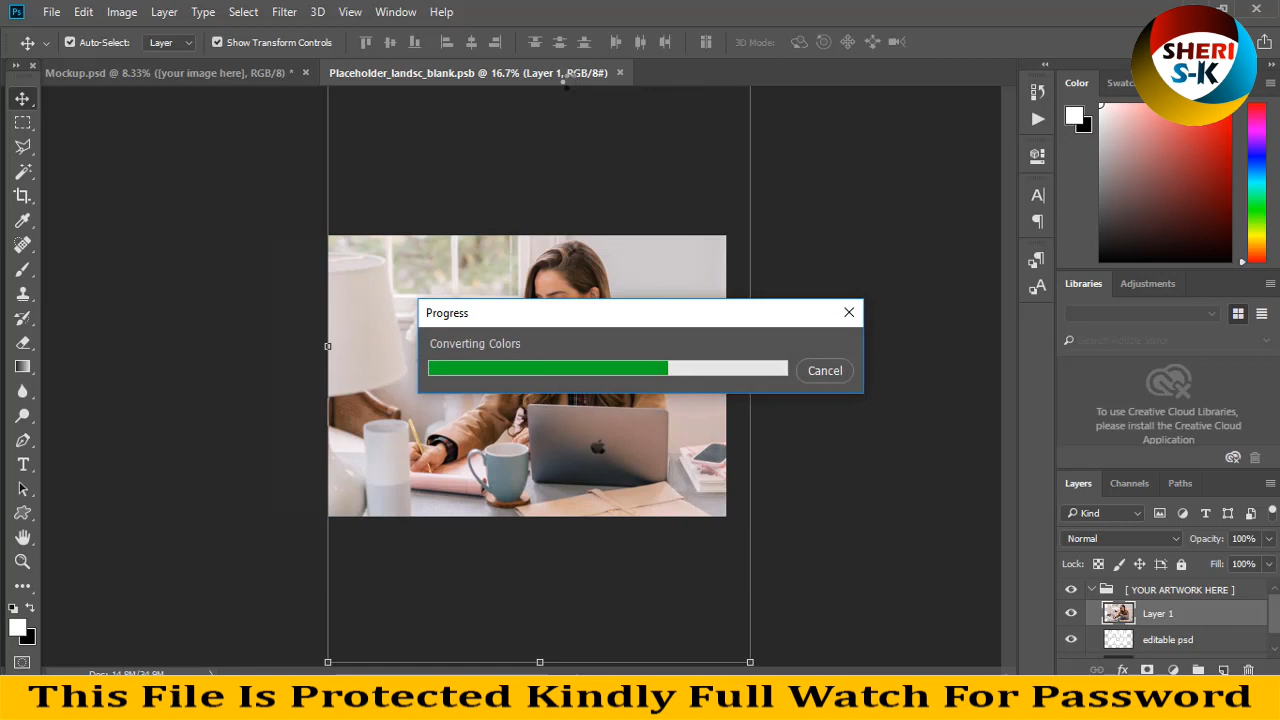 Ps File Edit Image Layer Type Select Filter 3D View Window Help
Auto-Select: Layer Show Transform Controls 3D Mode:
SHERI
S-K
Mockup.psd @ 8.33% ([your image here], RGB/8) * Placeholder_landsc_blank.psb @ 16.7% (Layer 1, RGB/8#)
Color Swatc
Progress
Converting Colors
Cancel
Libraries Adjustments
To use Creative Cloud Libraries,
please install the Creative Cloud
Application
Layers Channels Paths
Kind
Normal Opacity: 100%
Lock: Fill: 100%
[ YOUR ARTWORK HERE ]
Layer 1
editable psd
This File Is Protected Kindly Full Watch For Password